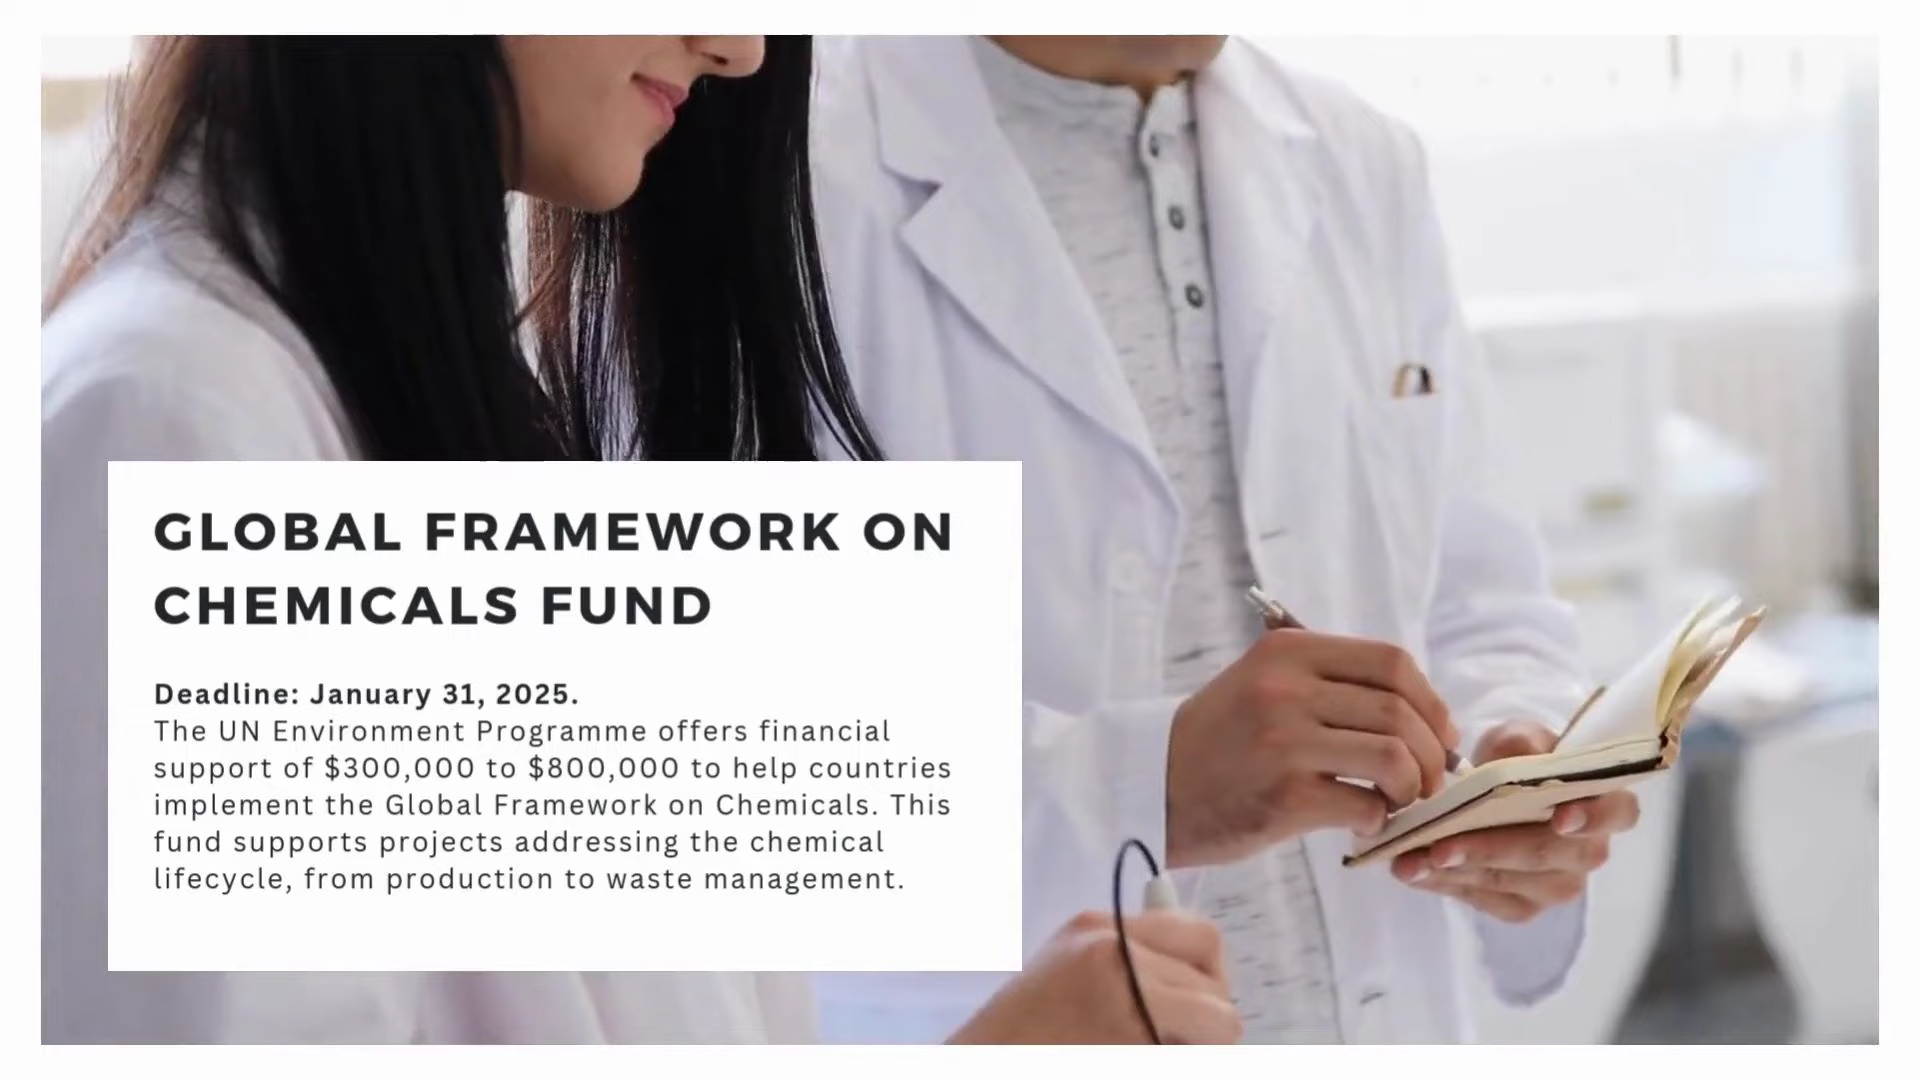 GLOBAL FRAMEWORK ON
CHEMICALS FUND
Deadline: January 31, 2025.
The UN Environment Programme offers financial
support of $300,000 to $800,000 to help countries
implement the Global Framework on Chemicals. This
fund supports projects addressing the chemical
lifecycle, from production to waste management.